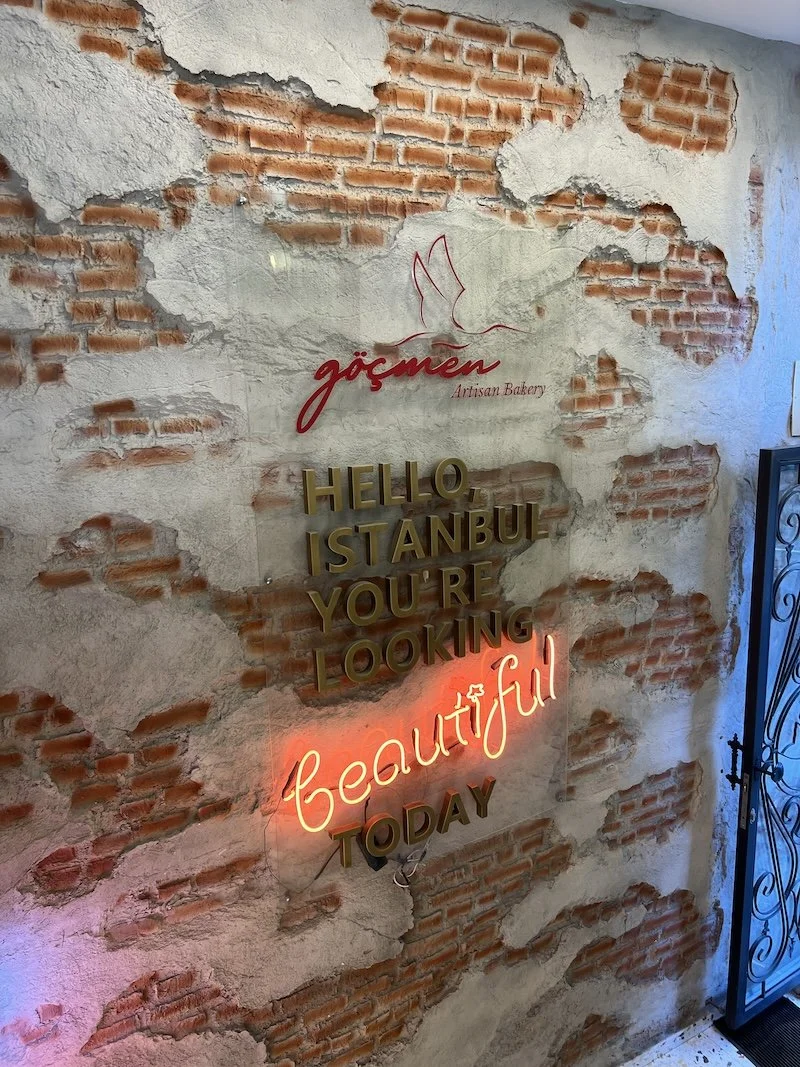 göçmen
Artisan Bakery
HELLO,
ISTANBUL
YOU'RE
LOOKING
beautiful
TODAY